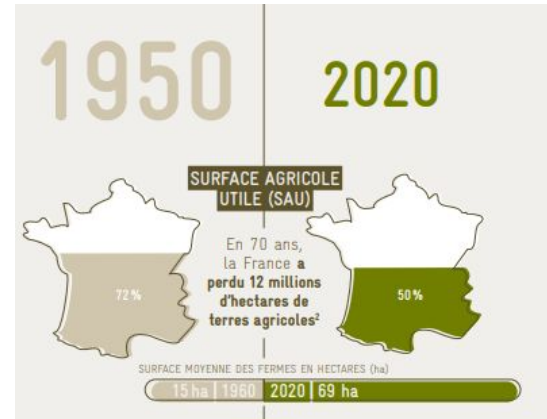 1950
2020
SURFACE AGRICOLE
UTILE (SAU)
En 70 ans,
la France a
perdu 12 millions
d'hectares de
terres agricoles²
72 %
50 %
SURFACE MOYENNE DES FERMES EN HECTARES (ha)
15 ha | 1960 2020 | 69 ha